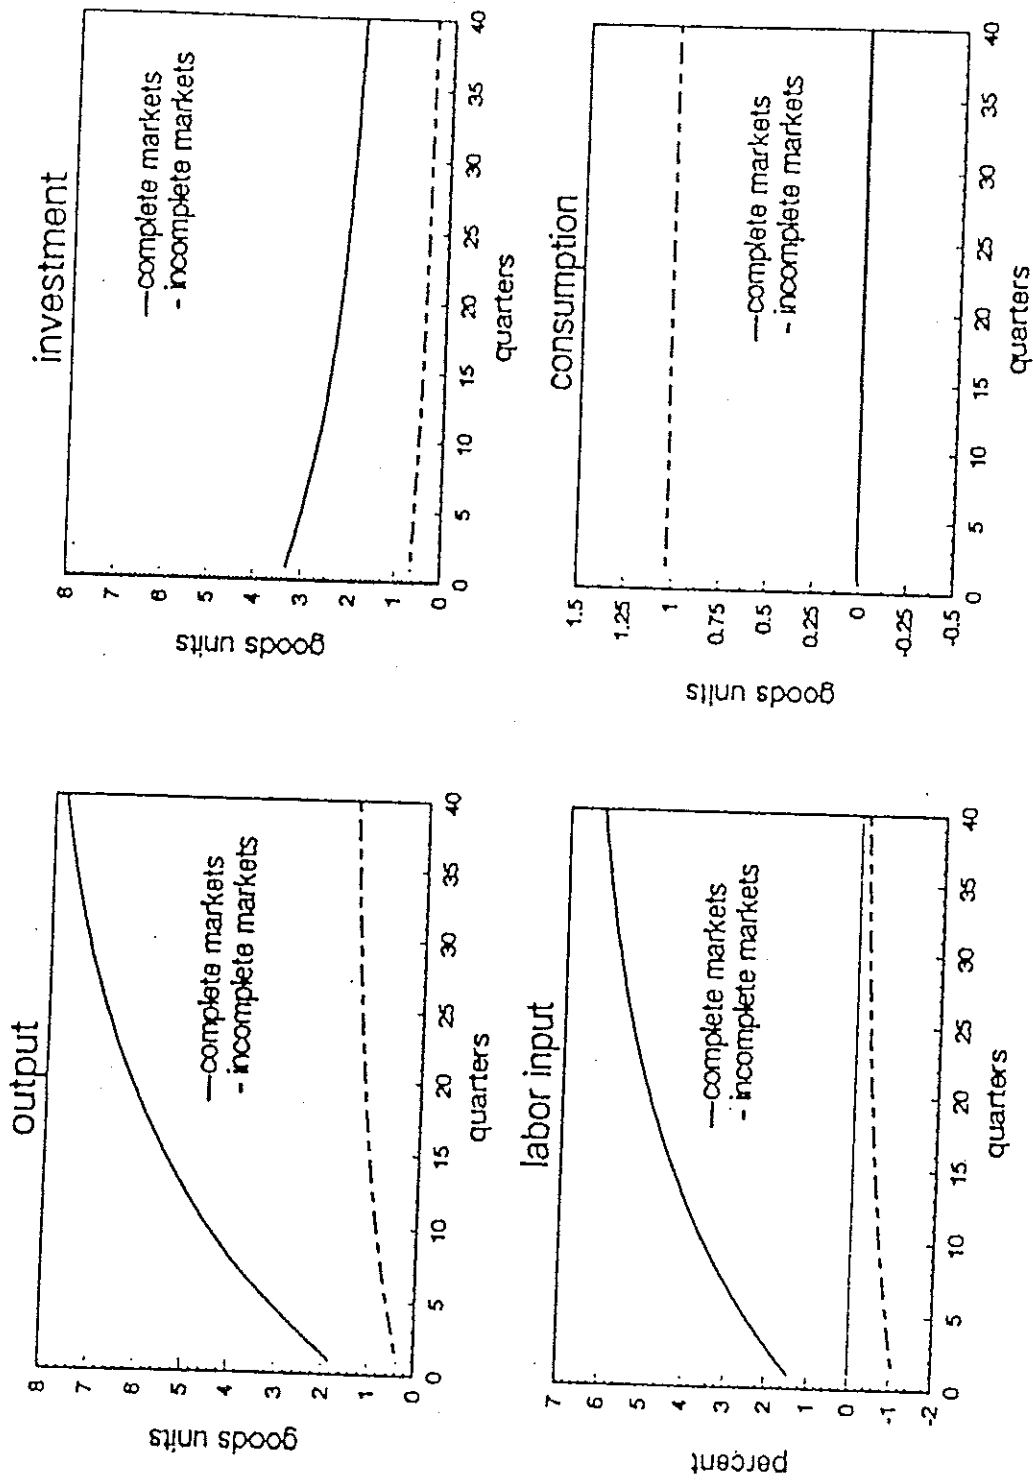 output
8
7
6
5
4
3
2
1
0
goods units
—complete markets
- incomplete markets
0 5 10 15 20 25 30 35 40
quarters
investment
8
7
6
5
4
3
2
1
0
goods units
—complete markets
- incomplete markets
0 5 10 15 20 25 30 35 40
quarters
labor input
7
6
5
4
3
2
1
0
-1
-2
percent
—complete markets
- incomplete markets
0 5 10 15 20 25 30 35 40
quarters
consumption
1.5
1.25
1
0.75
0.5
0.25
0
-0.25
-0.5
goods units
—complete markets
- incomplete markets
0 5 10 15 20 25 30 35 40
quarters